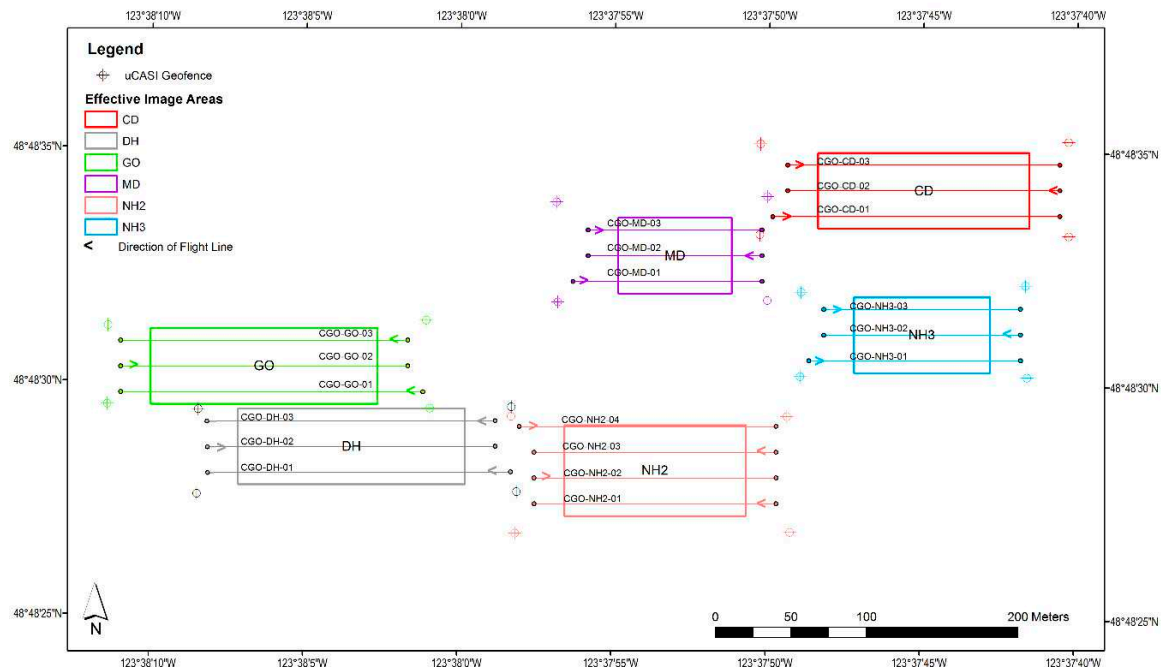 123°38'10"W 123°38'5"W 123°38'0"W 123°37'55"W 123°37'50"W 123°37'45"W 123°37'40"W
Legend
uCASI Geofence
Effective Image Areas
CD
DH
GO
MD
NH2
NH3
< Direction of Flight Line
48°48'35"N
48°48'35"N
CGO-CD-03
CGO-CD-02
CD
CGO-CD-01
CGO-MD-03
CGO-MD-02
MD
CGO-MD-01
CGO-NH3-03
CGO-NH3-02
NH3
CGO-NH3-01
CGO-GO-03
CGO-GO-02
GO
CGO-GO-01
48°48'30"N
48°48'30"N
CGO-DH-03
CGO-DH-02
DH
CGO-DH-01
CGO-NH2-04
CGO-NH2-03
NH2
CGO-NH2-02
CGO-NH2-01
48°48'25"N
48°48'25"N
N
0 50 100 200 Meters
123°38'10"W 123°38'5"W 123°38'0"W 123°37'55"W 123°37'50"W 123°37'45"W 123°37'40"W